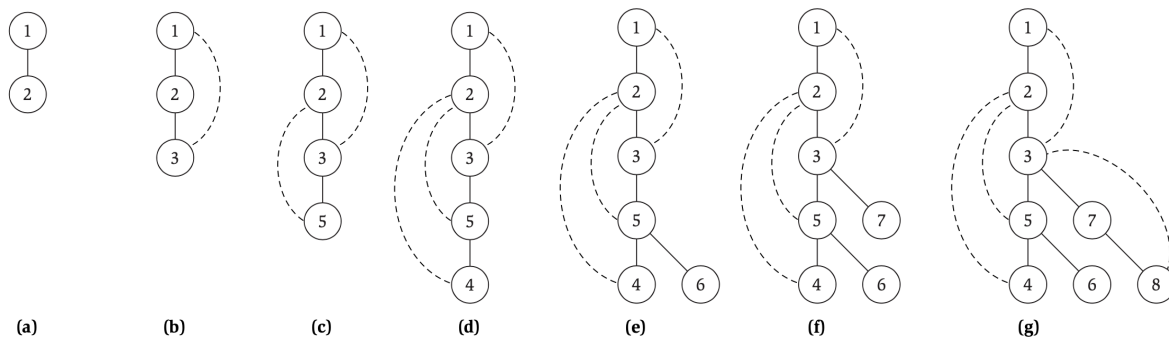 1 1 1 1 1 1 1
2 2 2 2 2 2 2
3 3 3 3 3 3
5 5 5 5 7 5 7
4 4 6 4 6 4 6 8
(a) (b) (c) (d) (e) (f) (g)